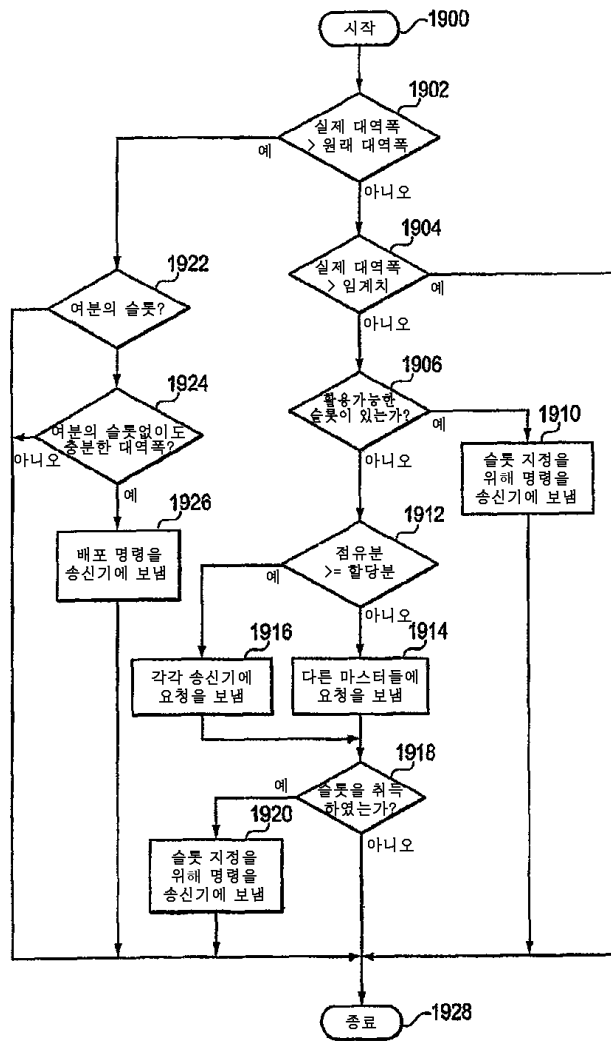 시작
1900
1902
실제 대역폭
> 원래 대역폭
예
아니오
1904
실제 대역폭
> 임계치
예
아니오
1922
여분의 슬롯?
1906
활용가능한
슬롯이 있는가?
예
아니오
1924
여분의 슬롯없이도
충분한 대역폭?
아니오
예
1910
슬롯 지정을
위해 명령을
송신기에 보냄
1926
배포 명령을
송신기에 보냄
1912
점유분
>= 할당분
예
아니오
1916
각각 송신기에
요청을 보냄
1914
다른 마스터들에
요청을 보냄
1918
슬롯을 취득
하였는가?
예
아니오
1920
슬롯 지정을
위해 명령을
송신기에 보냄
종료
1928